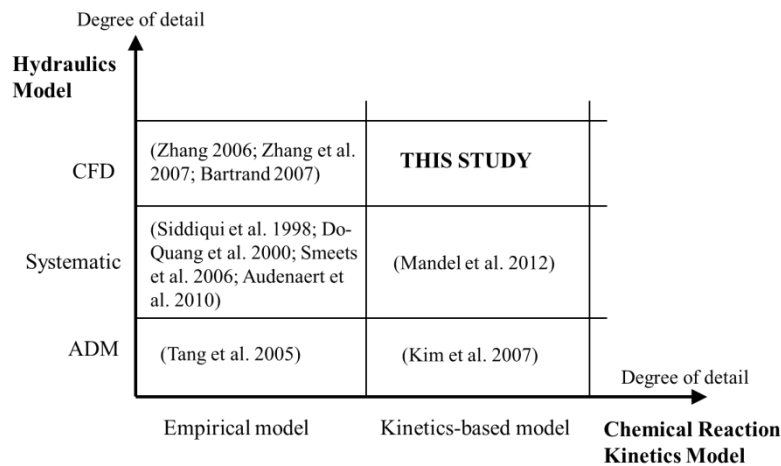 Degree of detail
Hydraulics
Model
CFD
(Zhang 2006; Zhang et al.
2007; Bartrand 2007)
THIS STUDY
Systematic
(Siddiqui et al. 1998; Do-
Quang et al. 2000; Smeets
et al. 2006; Audenaert et
al. 2010)
(Mandel et al. 2012)
ADM
(Tang et al. 2005)
(Kim et al. 2007)
Degree of detail
Empirical model
Kinetics-based model
Chemical Reaction
Kinetics Model